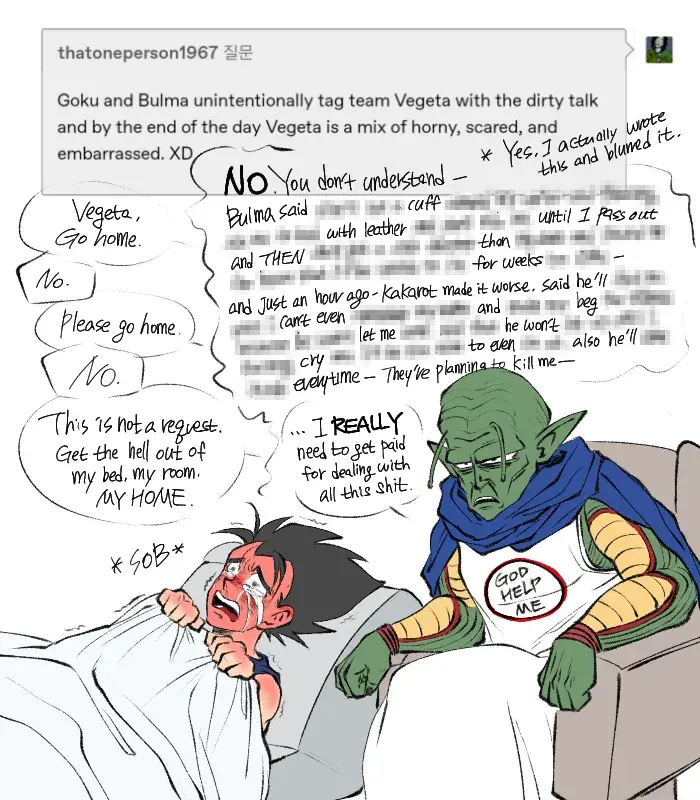 thatoneperson1967 질문
Goku and Bulma unintentionally tag team Vegeta with the dirty talk
and by the end of the day Vegeta is a mix of horny, scared, and
embarrassed. XD
* Yes. I actually wrote
this and blurred it.
Vegeta,
Go home.
No.
Please go home.
No.
This is not a request.
Get the hell out of
my bed, my room,
MY HOME.
NO. You don't understand —
Bulma said cuff
with leather until I pass out
and THEN than
for weeks —
and just an hour ago - Kakarot made it worse. said he'll
can't even and beg
let me he won't
cry to even also he'll
everytime — They're planning to kill me —
... I REALLY
need to get paid
for dealing with
all this shit.
*SOB*
GOD
HELP
ME